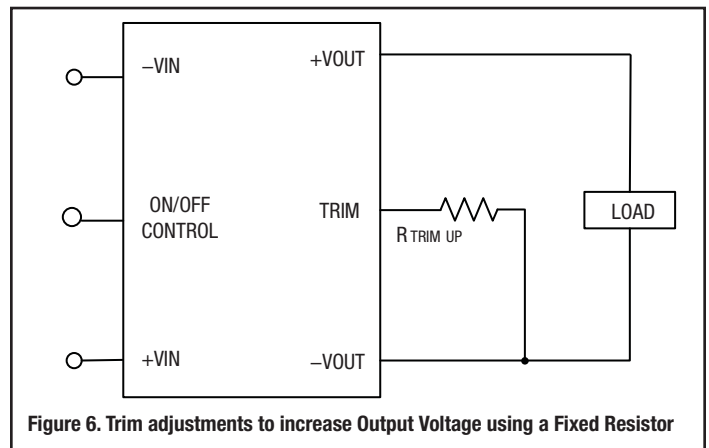 –VIN
+VOUT
ON/OFF
CONTROL
TRIM
R TRIM UP
LOAD
+VIN
–VOUT
Figure 6. Trim adjustments to increase Output Voltage using a Fixed Resistor